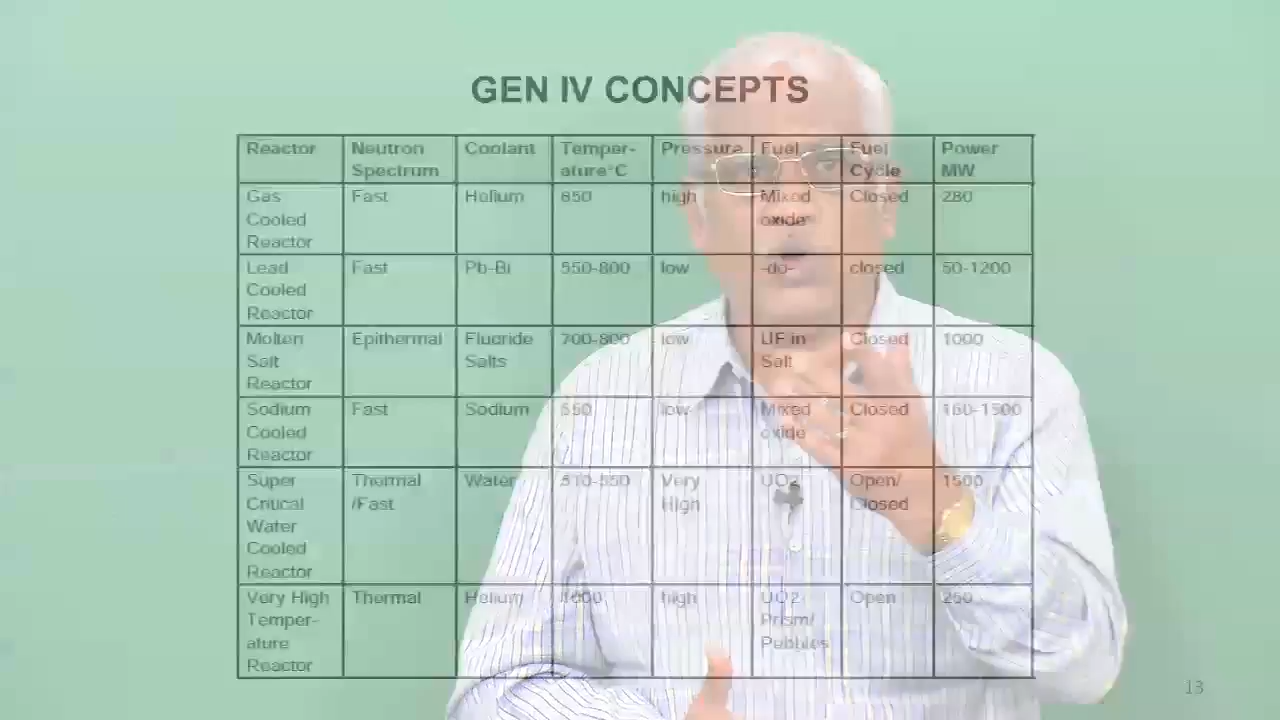 GEN IV CONCEPTS
Reactor Neutron Spectrum Coolant Temper-ature°C Pressure Fuel Fuel Cycle Power MW
Gas Cooled Reactor Fast Helium 850 high Mixed oxide Closed 280
Lead Cooled Reactor Fast Pb-Bi 550-800 low -do- closed 50-1200
Molten Salt Reactor Epithermal Fluoride Salts 700-800 low UF in Salt Closed 1000
Sodium Cooled Reactor Fast Sodium 550 low Mixed oxide Closed 150-1500
Super Critical Water Cooled Reactor Thermal /Fast Water 510-550 Very High UO2 Open/ Closed 1500
Very High Temper-ature Reactor Thermal Helium 1000 high UO2 Prism/ Pebbles Open 250
13